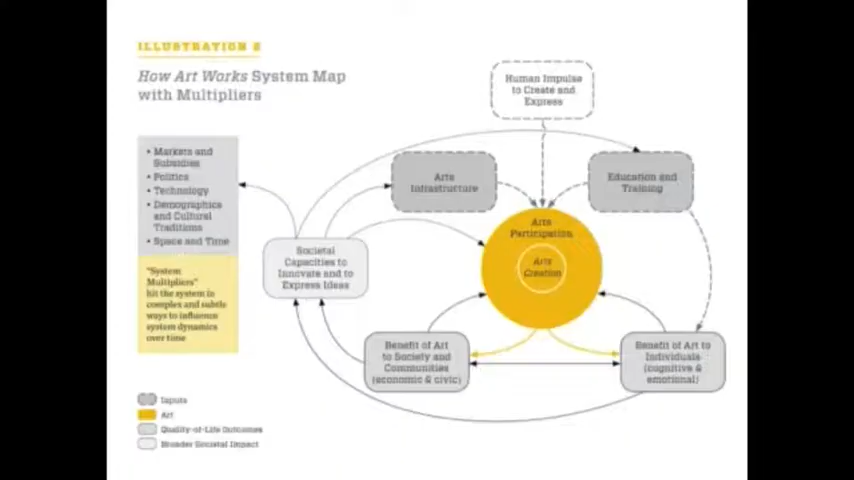 ILLUSTRATION 2
How Art Works System Map
with Multipliers
Human Impulse
to Create and
Express
• Markets and
Subsidies
• Politics
• Technology
• Demographics
and Cultural
Traditions
• Space and Time
"System
Multipliers"
hit the system in
complex and subtle
ways to influence
system dynamics
over time
Arts
Infrastructure
Education and
Training
Arts
Participation
Arts
Creation
Societal
Capacities to
Innovate and to
Express Ideas
Benefit of Art
to Society and
Communities
(economic & civic)
Benefit of Art to
Individuals
(cognitive &
emotional)
Inputs
Art
Quality-of-Life Outcomes
Broader Societal Impact